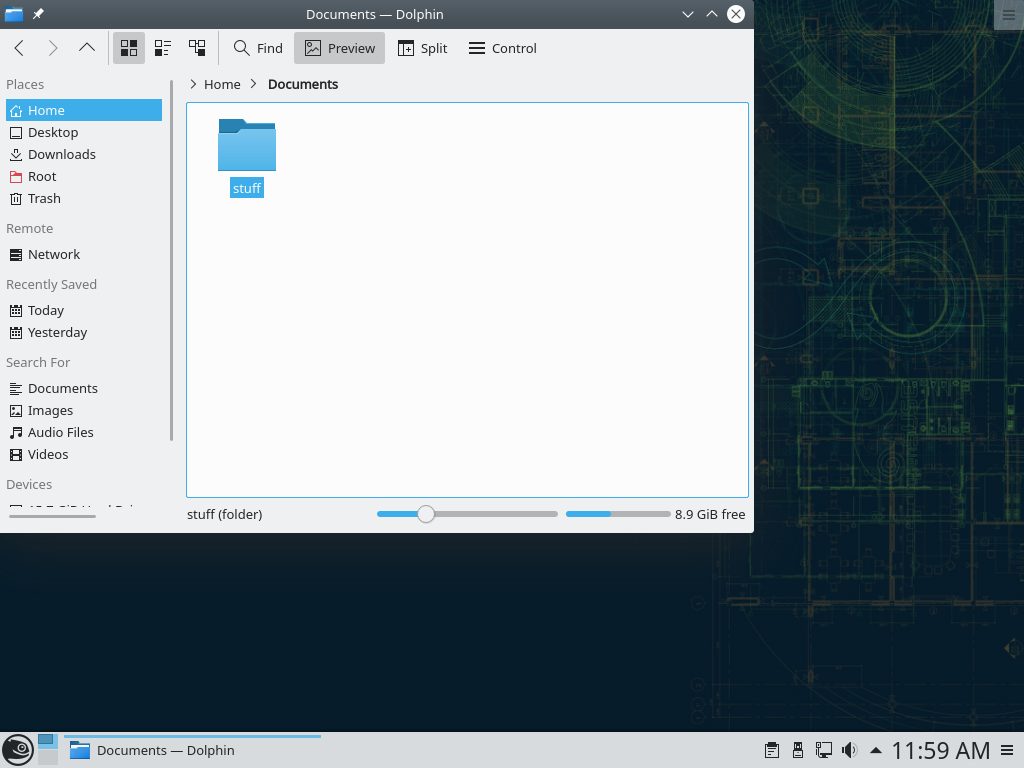 Documents — Dolphin
Find
Preview
Split
Control
Places
Home
Desktop
Downloads
Root
Trash
Remote
Network
Recently Saved
Today
Yesterday
Search For
Documents
Images
Audio Files
Videos
Devices
Home
Documents
stuff
stuff (folder)
8.9 GiB free
Documents — Dolphin
11:59 AM